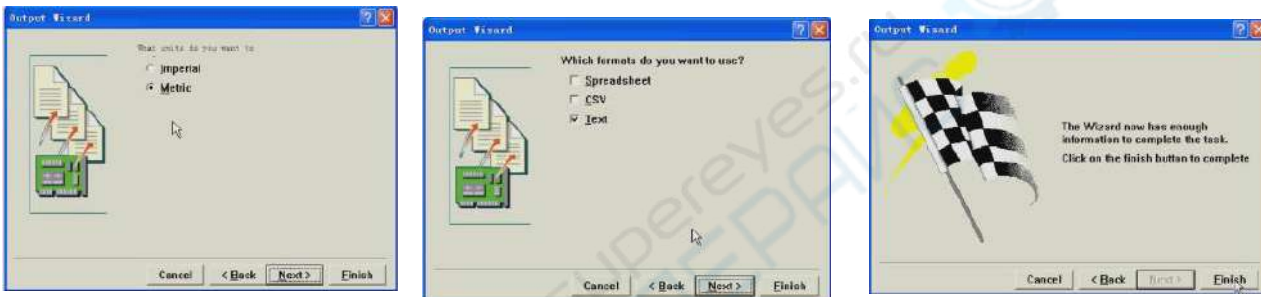 Output Wizard
What units do you want to
Imperial
Metric
Cancel
< Back
Next >
Finish
Output Wizard
Which formats do you want to use?
Spreadsheet
CSV
Text
Cancel
< Back
Next >
Finish
Output Wizard
The Wizard now has enough
information to complete the task.
Click on the finish button to complete
Cancel
< Back
Next >
Finish